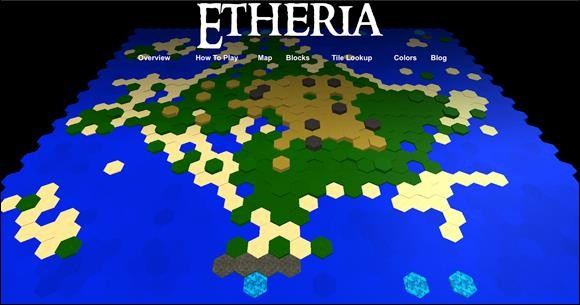 ETHERIA
Overview How To Play Map Blocks Tile Lookup Colors Blog